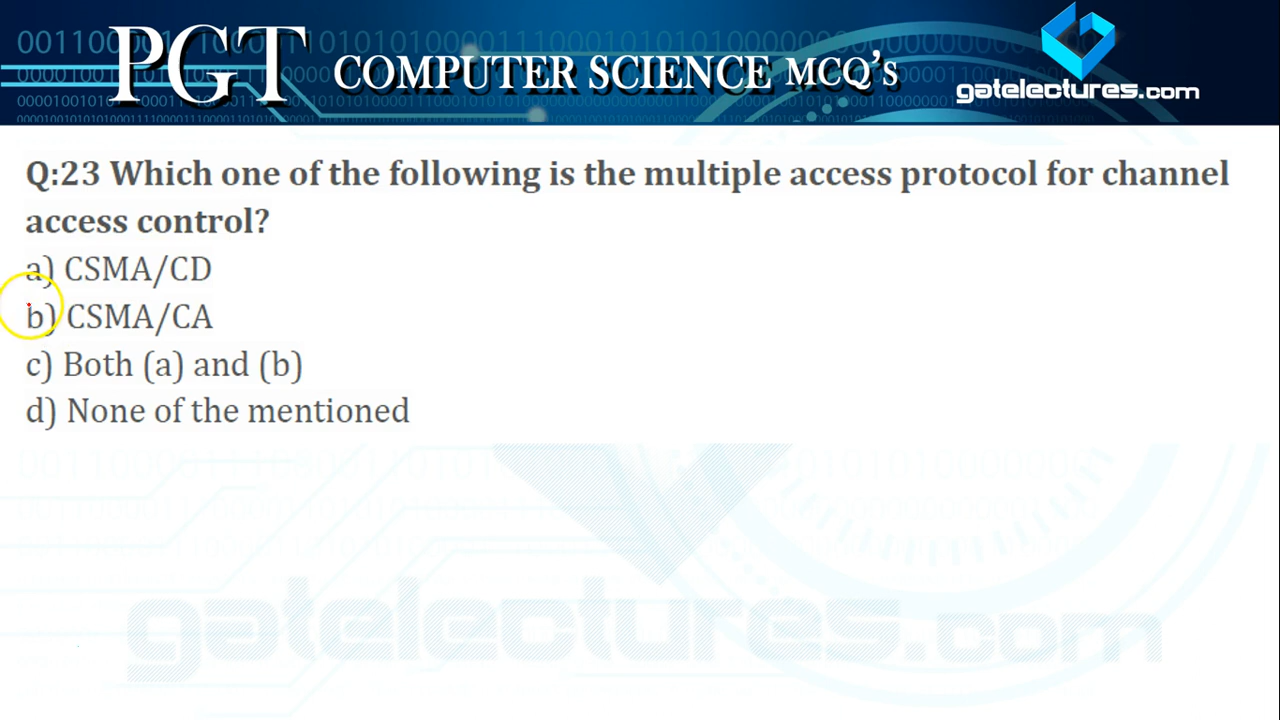 PGT COMPUTER SCIENCE MCQ's
gatelectures.com
Q:23 Which one of the following is the multiple access protocol for channel
access control?
a) CSMA/CD
b) CSMA/CA
c) Both (a) and (b)
d) None of the mentioned
gatelectures.com